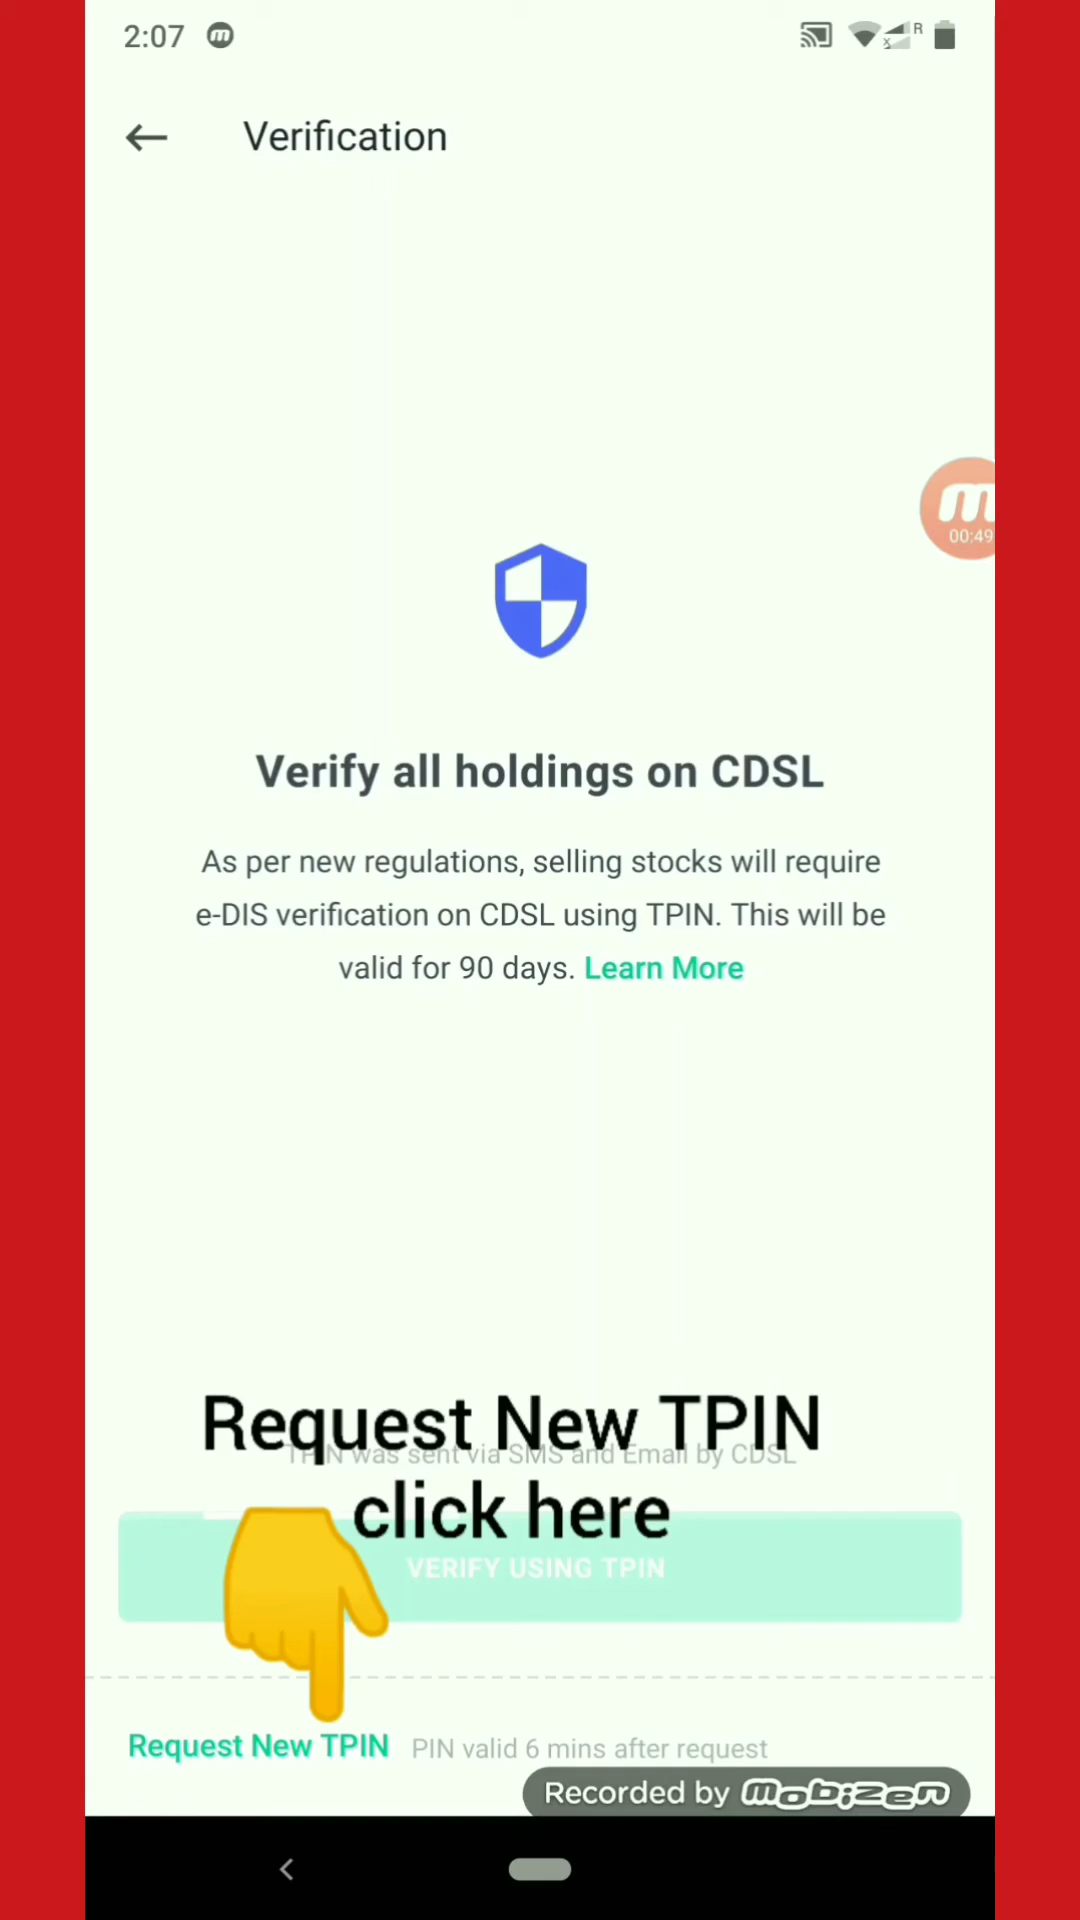 2:07
R
Verification
00:49
Verify all holdings on CDSL
As per new regulations, selling stocks will require
e-DIS verification on CDSL using TPIN. This will be
valid for 90 days. Learn More
Request New TPIN
TPIN was sent via SMS and Email by CDSL
click here
VERIFY USING TPIN
Request New TPIN PIN valid 6 mins after request
Recorded by mobizen